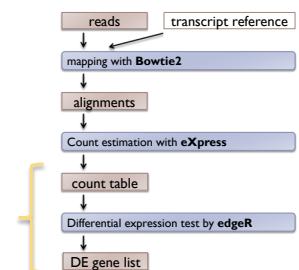 reads
transcript reference
mapping with Bowtie2
alignments
Count estimation with eXpress
count table
Differential expression test by edgeR
DE gene list